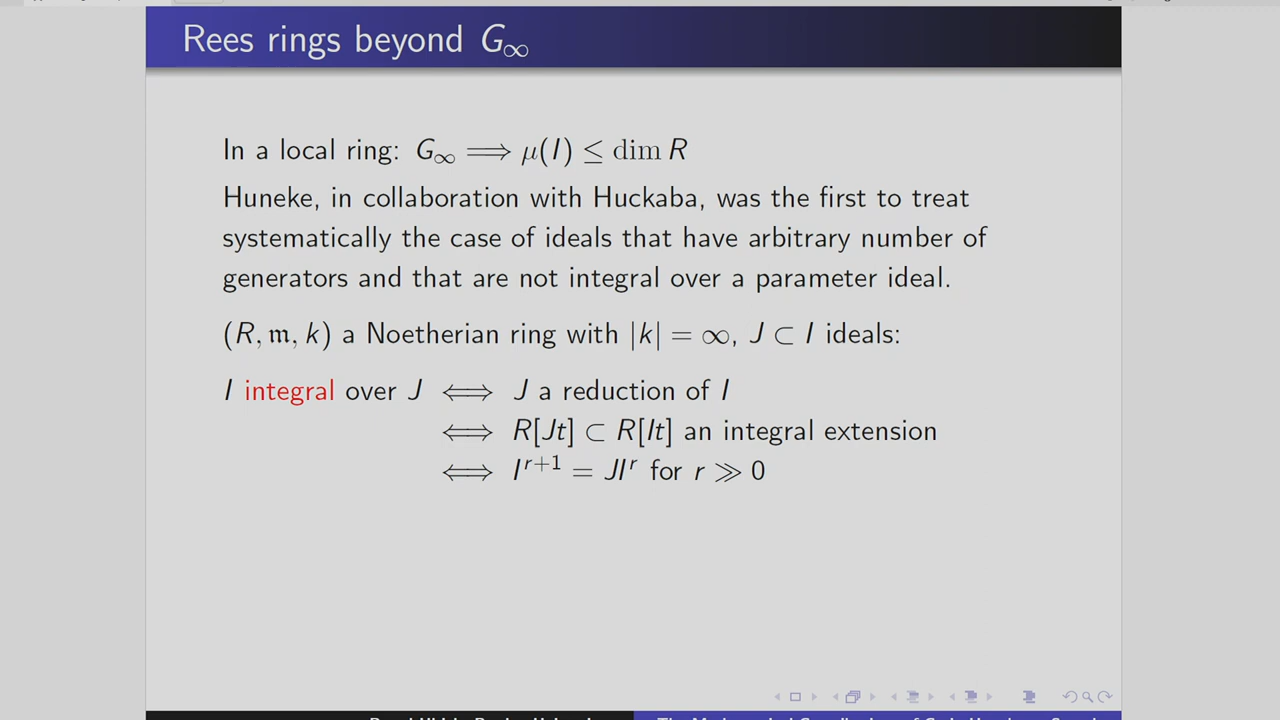 Rees rings beyond G∞
In a local ring: G∞ ⟹ μ(I) ≤ dim R
Huneke, in collaboration with Huckaba, was the first to treat
systematically the case of ideals that have arbitrary number of
generators and that are not integral over a parameter ideal.
(R, 𝔪, k) a Noetherian ring with |k| = ∞, J ⊂ I ideals:
I integral over J ⟺ J a reduction of I
⟺ R[Jt] ⊂ R[It] an integral extension
⟺ I^{r+1} = JI^r for r ≫ 0